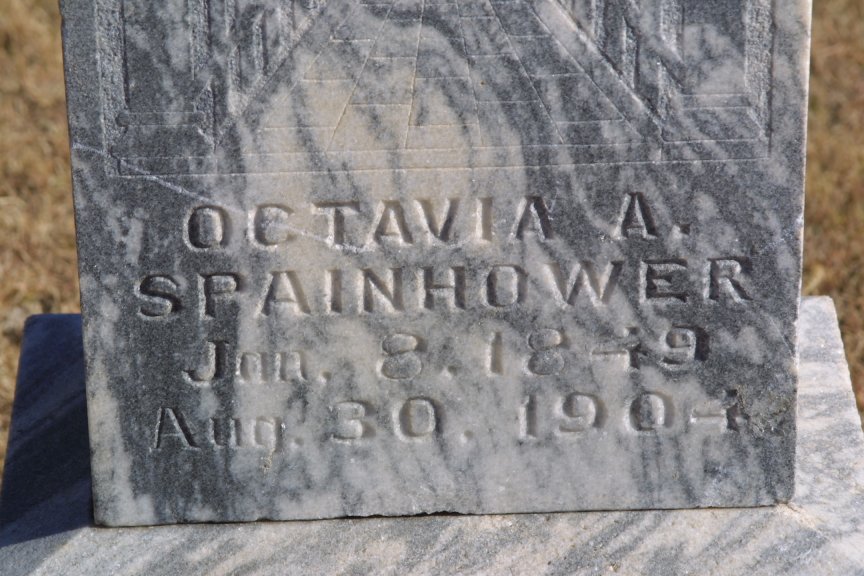 OCTAVIA A.
SPAINHOWER
Jan. 8. 1849
Aug. 30. 1904